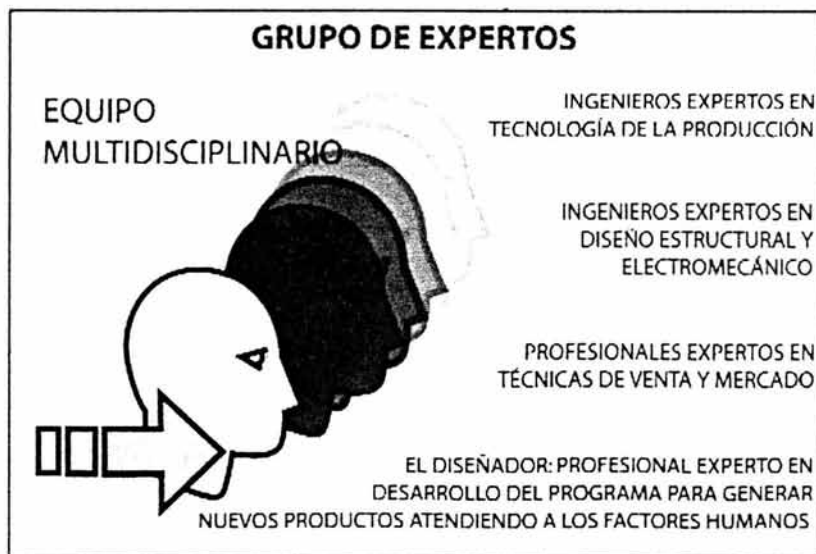 GRUPO DE EXPERTOS
EQUIPO
MULTIDISCIPLINARIO
INGENIEROS EXPERTOS EN
TECNOLOGÍA DE LA PRODUCCIÓN
INGENIEROS EXPERTOS EN
DISEÑO ESTRUCTURAL Y
ELECTROMECÁNICO
PROFESIONALES EXPERTOS EN
TÉCNICAS DE VENTA Y MERCADO
EL DISEÑADOR: PROFESIONAL EXPERTO EN
DESARROLLO DEL PROGRAMA PARA GENERAR
NUEVOS PRODUCTOS ATENDIENDO A LOS FACTORES HUMANOS